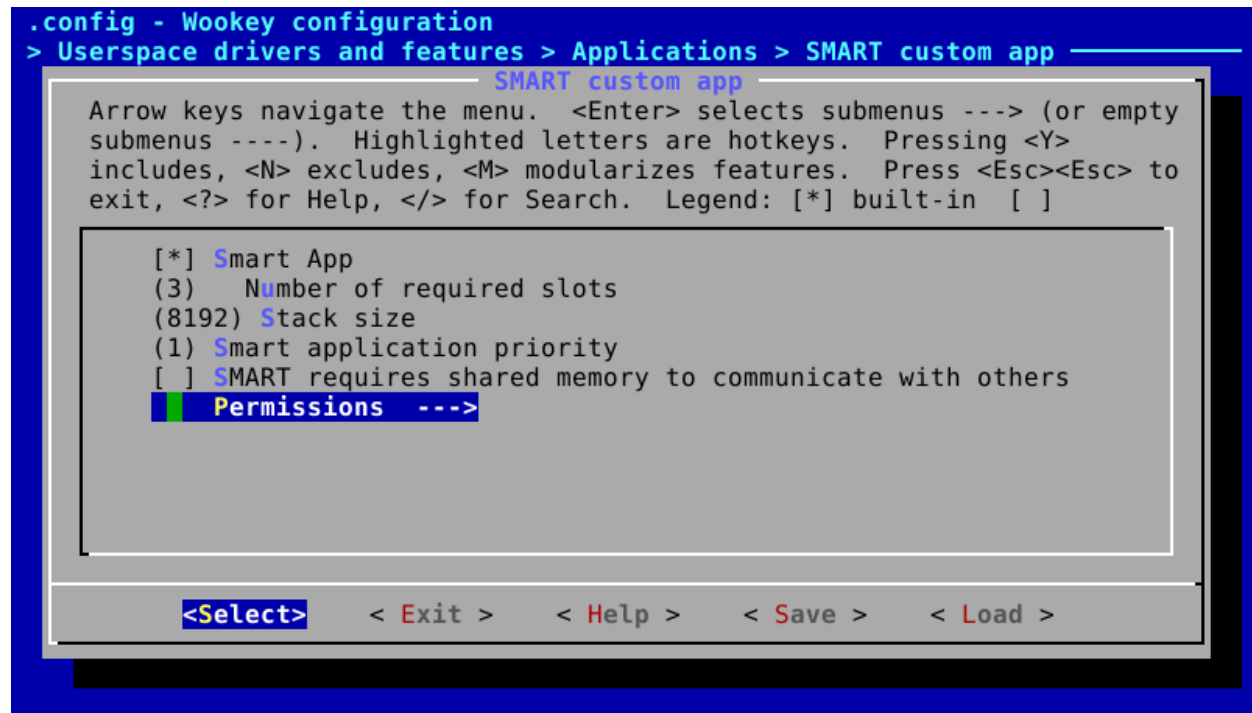 .config - Wookey configuration
> Userspace drivers and features > Applications > SMART custom app
SMART custom app
Arrow keys navigate the menu.  <Enter> selects submenus ---> (or empty
submenus ----).  Highlighted letters are hotkeys.  Pressing <Y>
includes, <N> excludes, <M> modularizes features.  Press <Esc><Esc> to
exit, <?> for Help, </> for Search.  Legend: [*] built-in  [ ]
[*] Smart App
(3)   Number of required slots
(8192) Stack size
(1) Smart application priority
[ ] SMART requires shared memory to communicate with others
Permissions  --->
<Select>    < Exit >    < Help >    < Save >    < Load >